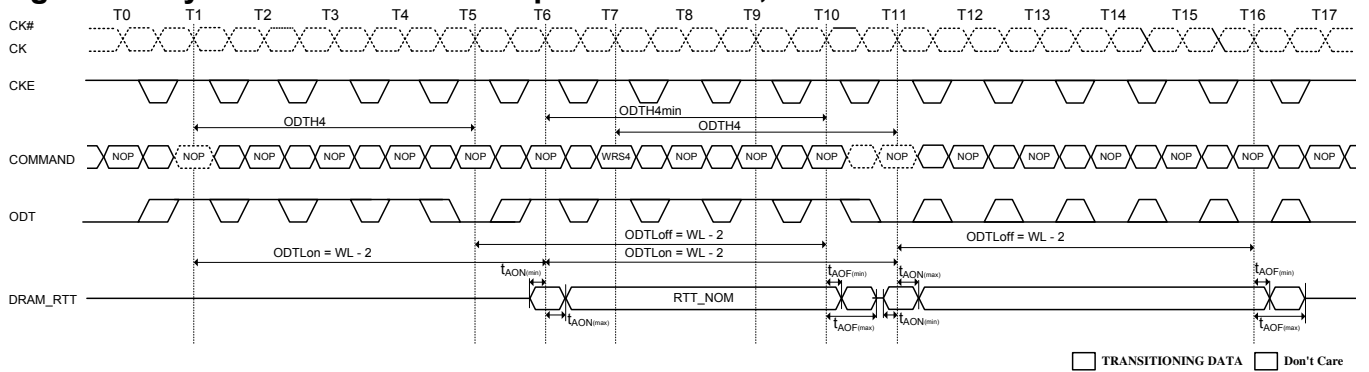 T0 T1 T2 T3 T4 T5 T6 T7 T8 T9 T10 T11 T12 T13 T14 T15 T16 T17
CK#
CK
CKE
ODTH4
ODTH4min
ODTH4
COMMAND NOP NOP NOP NOP NOP NOP NOP WRS4 NOP NOP NOP NOP NOP NOP NOP NOP NOP NOP
ODT
ODTLoff = WL - 2
ODTLoff = WL - 2
ODTLon = WL - 2
ODTLon = WL - 2
tAON(min) tAOF(min) tAON(max) tAOF(min)
DRAM_RTT RTT_NOM
tAON(max) tAOF(max) tAON(min) tAOF(max)
TRANSITIONING DATA Don't Care